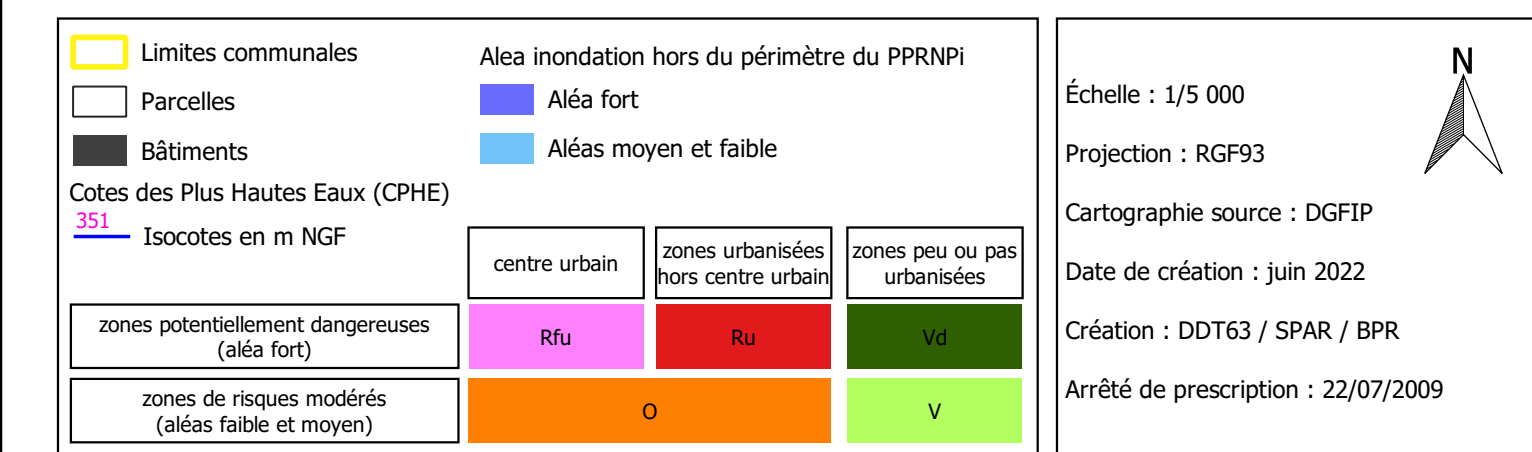 Limites communales
Parcelles
Bâtiments
Cotes des Plus Hautes Eaux (CPHE)
351
Isocotes en m NGF
Alea inondation hors du périmètre du PPRNPi
Aléa fort
Aléas moyen et faible
centre urbain
zones urbanisées
hors centre urbain
zones peu ou pas
urbanisées
zones potentiellement dangereuses
(aléa fort)
Rfu
Ru
Vd
zones de risques modérés
(aléas faible et moyen)
O
V
N
Échelle : 1/5 000
Projection : RGF93
Cartographie source : DGFIP
Date de création : juin 2022
Création : DDT63 / SPAR / BPR
Arrêté de prescription : 22/07/2009